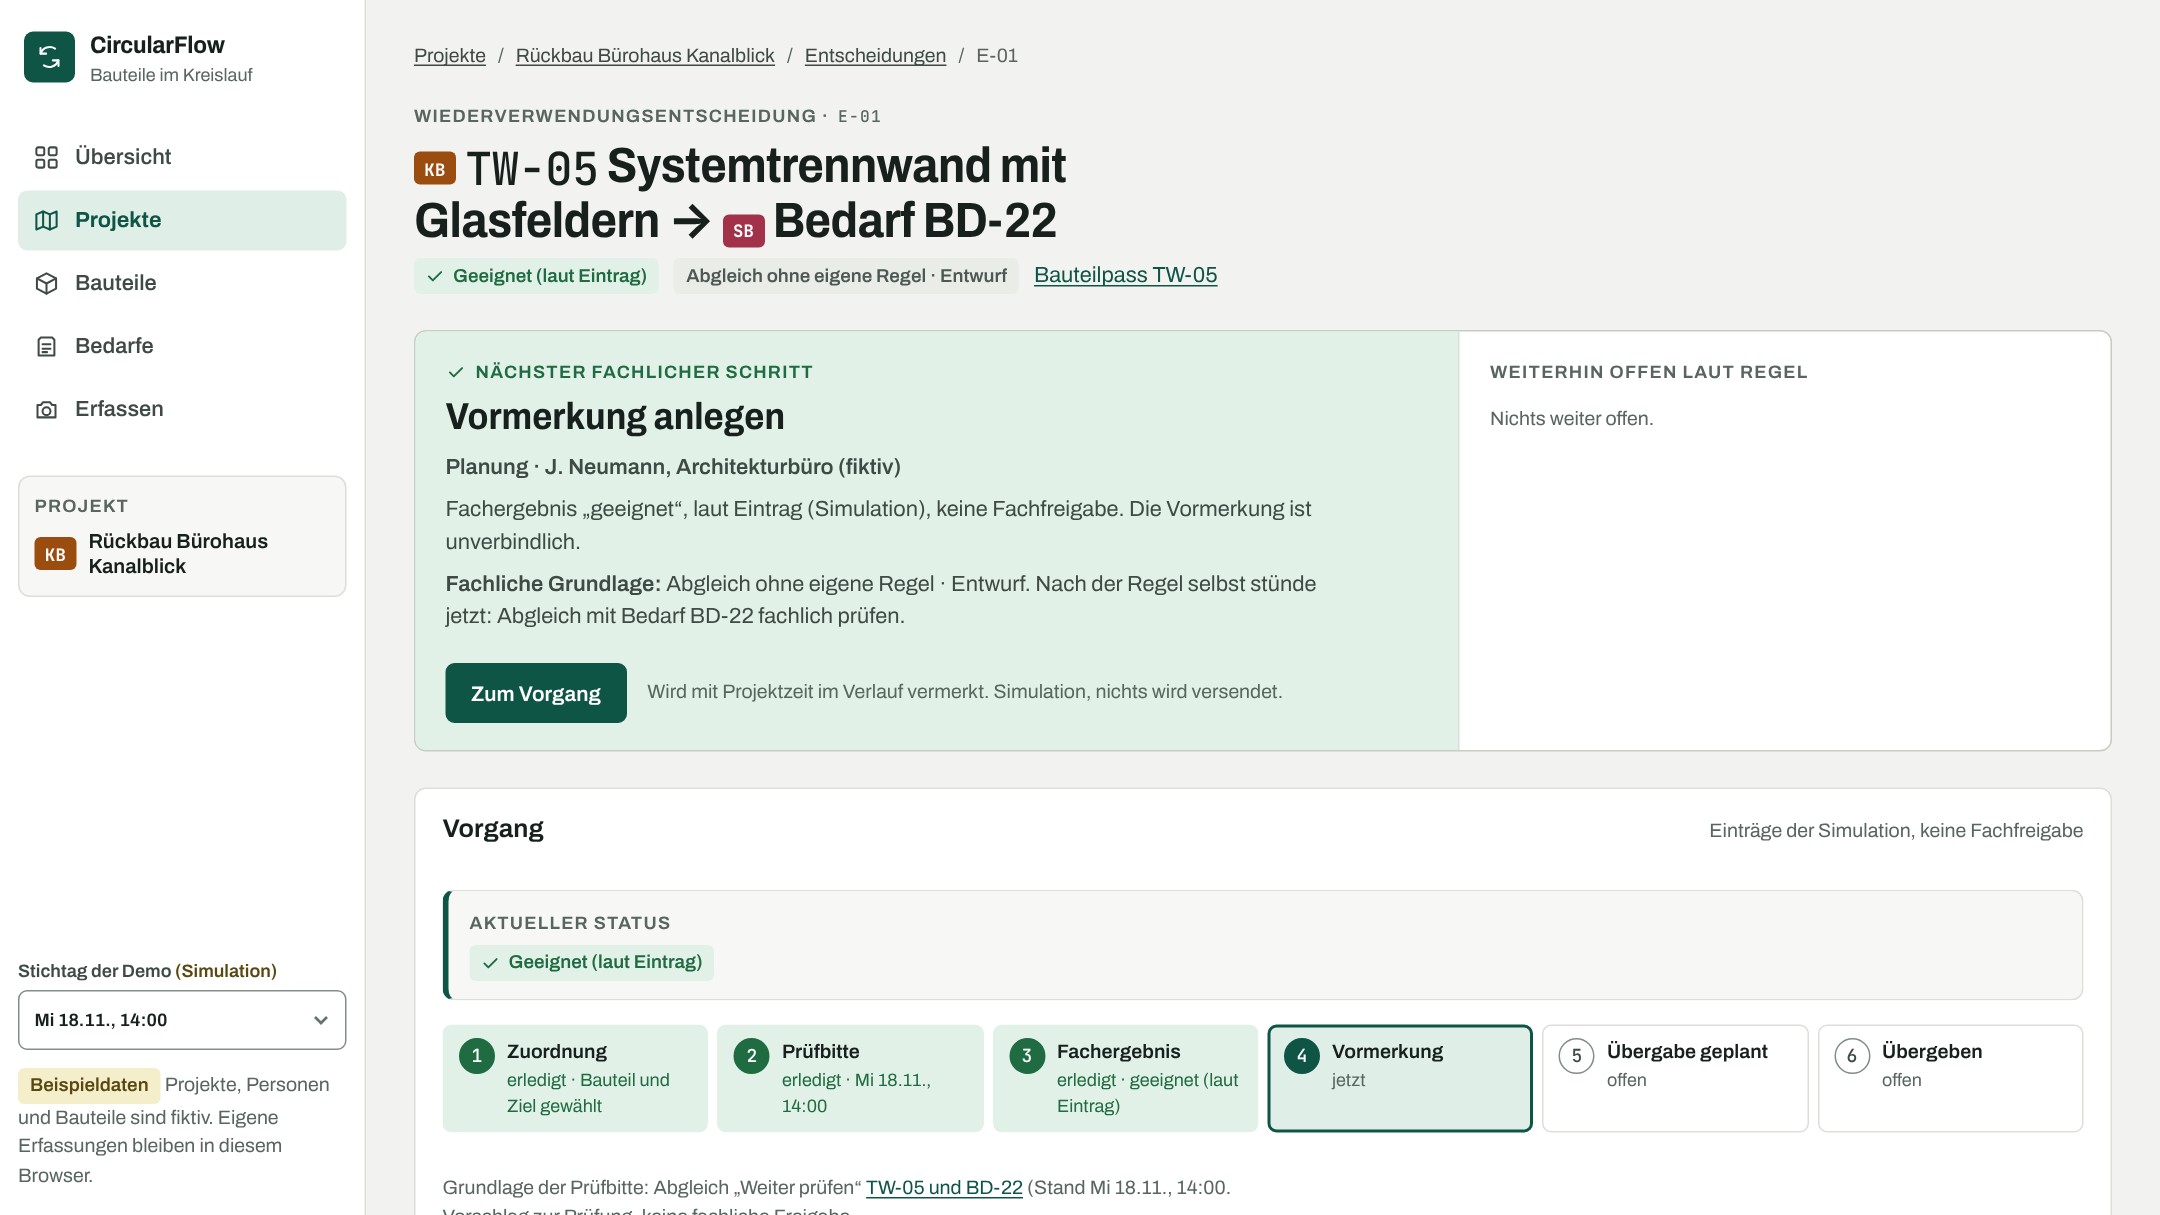 CircularFlow
Bauteile im Kreislauf
Übersicht
Projekte
Bauteile
Bedarfe
Erfassen
PROJEKT
KB Rückbau Bürohaus
Kanalblick
Stichtag der Demo (Simulation)
Mi 18.11., 14:00
Beispieldaten Projekte, Personen
und Bauteile sind fiktiv. Eigene
Erfassungen bleiben in diesem
Browser.
Projekte / Rückbau Bürohaus Kanalblick / Entscheidungen / E-01
WIEDERVERWENDUNGSENTSCHEIDUNG · E-01
KB TW-05 Systemtrennwand mit
Glasfeldern → SB Bedarf BD-22
Geeignet (laut Eintrag) Abgleich ohne eigene Regel · Entwurf Bauteilpass TW-05
NÄCHSTER FACHLICHER SCHRITT
Vormerkung anlegen
Planung · J. Neumann, Architekturbüro (fiktiv)
Fachergebnis „geeignet“, laut Eintrag (Simulation), keine Fachfreigabe. Die Vormerkung ist
unverbindlich.
Fachliche Grundlage: Abgleich ohne eigene Regel · Entwurf. Nach der Regel selbst stünde
jetzt: Abgleich mit Bedarf BD-22 fachlich prüfen.
Zum Vorgang Wird mit Projektzeit im Verlauf vermerkt. Simulation, nichts wird versendet.
WEITERHIN OFFEN LAUT REGEL
Nichts weiter offen.
Vorgang
Einträge der Simulation, keine Fachfreigabe
AKTUELLER STATUS
Geeignet (laut Eintrag)
1 Zuordnung
erledigt · Bauteil und
Ziel gewählt
2 Prüfbitte
erledigt · Mi 18.11.,
14:00
3 Fachergebnis
erledigt · geeignet (laut
Eintrag)
4 Vormerkung
jetzt
5 Übergabe geplant
offen
6 Übergeben
offen
Grundlage der Prüfbitte: Abgleich „Weiter prüfen“ TW-05 und BD-22 (Stand Mi 18.11., 14:00.
Vorschlag zur Prüfung, keine fachliche Freigabe